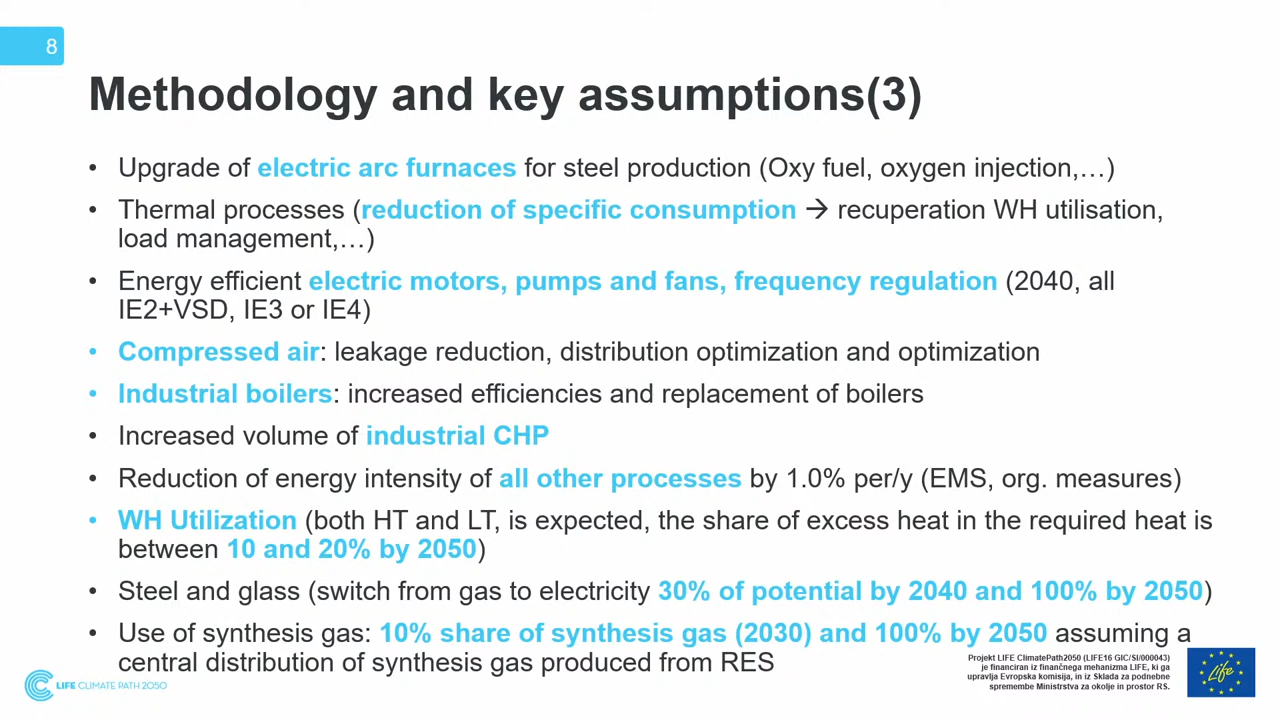 8
Methodology and key assumptions(3)
• Upgrade of electric arc furnaces for steel production (Oxy fuel, oxygen injection,…)
• Thermal processes (reduction of specific consumption → recuperation WH utilisation,
load management,…)
• Energy efficient electric motors, pumps and fans, frequency regulation (2040, all
IE2+VSD, IE3 or IE4)
• Compressed air: leakage reduction, distribution optimization and optimization
• Industrial boilers: increased efficiencies and replacement of boilers
• Increased volume of industrial CHP
• Reduction of energy intensity of all other processes by 1.0% per/y (EMS, org. measures)
• WH Utilization (both HT and LT, is expected, the share of excess heat in the required heat is
between 10 and 20% by 2050)
• Steel and glass (switch from gas to electricity 30% of potential by 2040 and 100% by 2050)
• Use of synthesis gas: 10% share of synthesis gas (2030) and 100% by 2050 assuming a
central distribution of synthesis gas produced from RES
LIFE CLIMATE PATH 2050
Projekt LIFE ClimatePath2050 (LIFE16 GIC/SI/000043)
je financiran iz finančnega mehanizma LIFE, ki ga
upravlja Evropska komisija, in iz Sklada za podnebne
spremembe Ministrstva za okolje in prostor RS.
Life